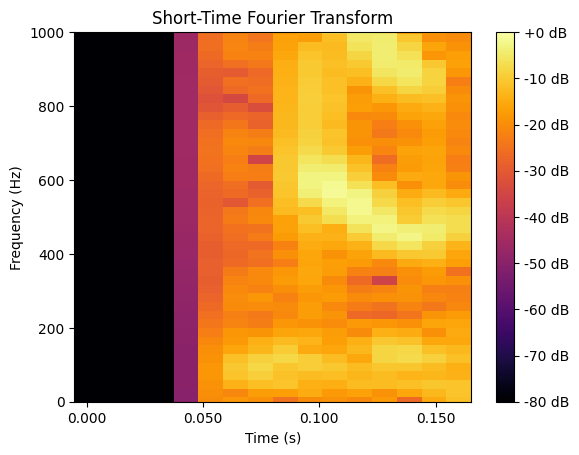 Short-Time Fourier Transform
Frequency (Hz)
1000
800
600
400
200
0
0.000
0.050
0.100
0.150
Time (s)
+0 dB
-10 dB
-20 dB
-30 dB
-40 dB
-50 dB
-60 dB
-70 dB
-80 dB